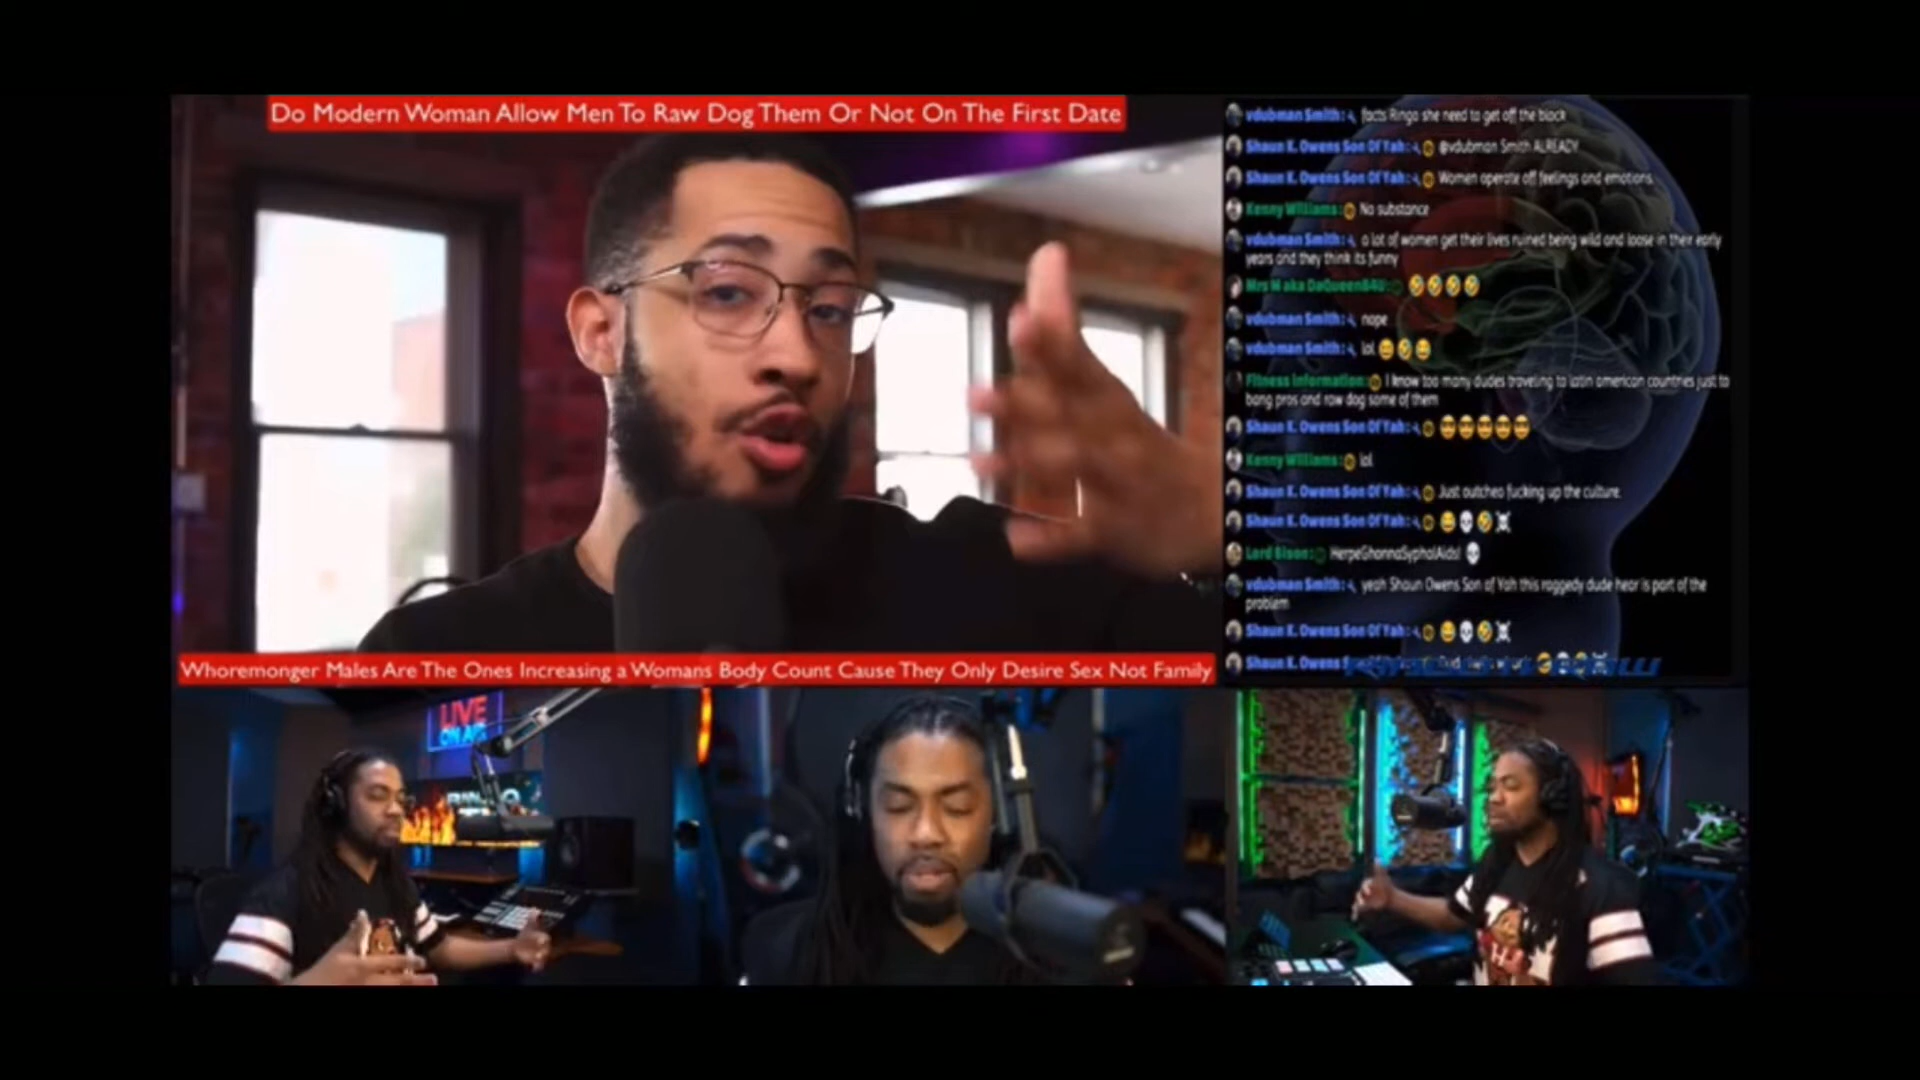 Do Modern Woman Allow Men To Raw Dog Them Or Not On The First Date
vdubman Smith: facts Ringo she need to get off the block
Shaun K. Owens Son Of Yah: @vdubman Smith ALREADY
Shaun K. Owens Son Of Yah: Women operate off feelings and emotions.
Kenny Williams: No substance
vdubman Smith: a lot of women get their lives ruined being wild and loose in their early
years and they think its funny
Mrs W aka DaQueenB4U:
vdubman Smith: nope
vdubman Smith: lol
Fitness Information: I know too many dudes traveling to latin american countries just to
bang pros and raw dog some of them
Shaun K. Owens Son Of Yah:
Kenny Williams: lol
Shaun K. Owens Son Of Yah: Just outchea fucking up the culture.
Shaun K. Owens Son Of Yah:
Lord Bison: HerpeGhonnaSyphalAids!
vdubman Smith: yeah Shaun Owens Son of Yah this raggedy dude hear is part of the
problem
Shaun K. Owens Son Of Yah:
Shaun K. Owens S
Whoremonger Males Are The Ones Increasing a Womans Body Count Cause They Only Desire Sex Not Family
LIVE
ON AIR